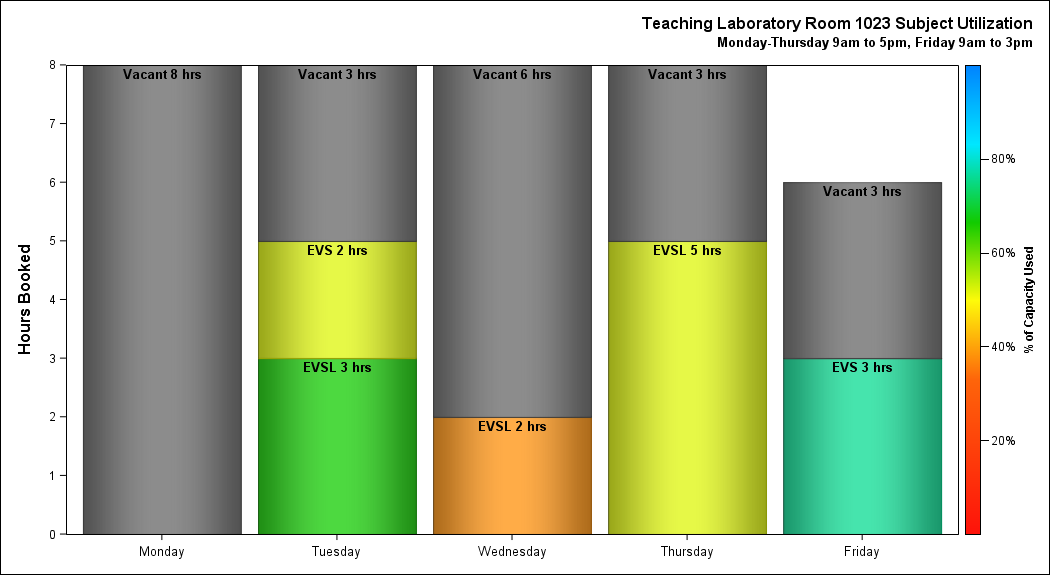 Teaching Laboratory Room 1023 Subject Utilization
Monday-Thursday 9am to 5pm, Friday 9am to 3pm
Hours Booked
8
7
6
5
4
3
2
1
0
Vacant 8 hrs
Vacant 3 hrs
EVS 2 hrs
EVSL 3 hrs
Vacant 6 hrs
EVSL 2 hrs
Vacant 3 hrs
EVSL 5 hrs
Vacant 3 hrs
EVS 3 hrs
Monday
Tuesday
Wednesday
Thursday
Friday
80%
60%
40%
20%
% of Capacity Used